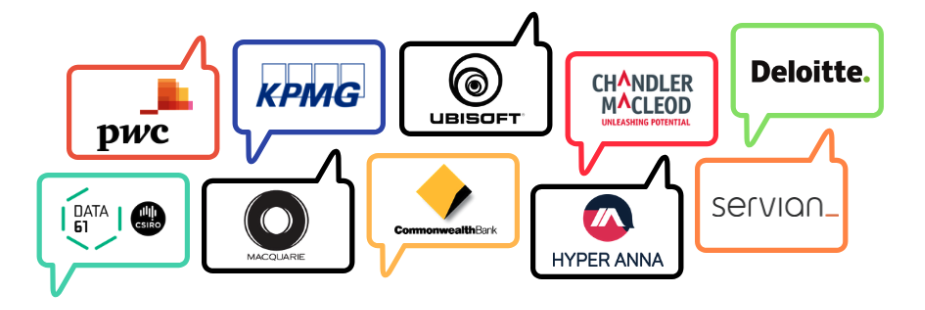 pwc
KPMG
UBISOFT
CHANDLER
MACLEOD
UNLEASHING POTENTIAL
Deloitte.
DATA
61
CSIRO
MACQUARIE
CommonwealthBank
HYPER ANNA
servian_